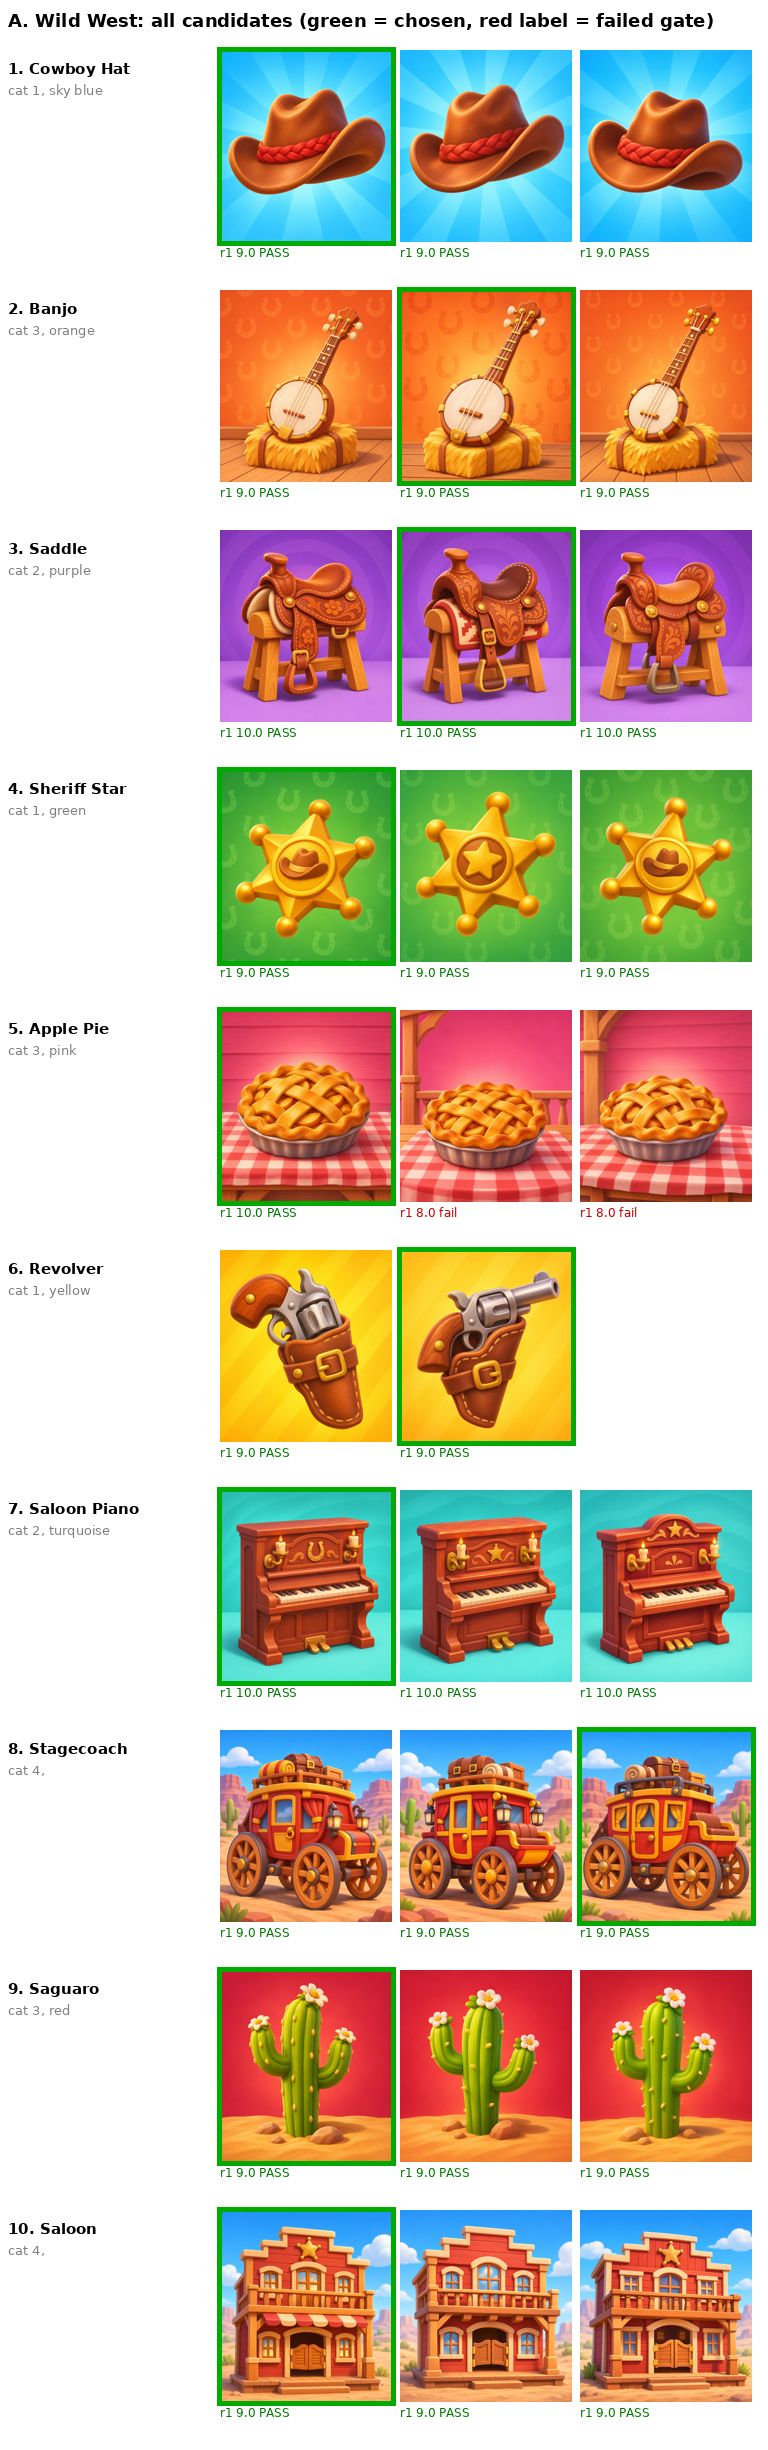 A. Wild West: all candidates (green = chosen, red label = failed gate)
1. Cowboy Hat
cat 1, sky blue
r1 9.0 PASS r1 9.0 PASS r1 9.0 PASS
2. Banjo
cat 3, orange
r1 9.0 PASS r1 9.0 PASS r1 9.0 PASS
3. Saddle
cat 2, purple
r1 10.0 PASS r1 10.0 PASS r1 10.0 PASS
4. Sheriff Star
cat 1, green
r1 9.0 PASS r1 9.0 PASS r1 9.0 PASS
5. Apple Pie
cat 3, pink
r1 10.0 PASS r1 8.0 fail r1 8.0 fail
6. Revolver
cat 1, yellow
r1 9.0 PASS r1 9.0 PASS
7. Saloon Piano
cat 2, turquoise
r1 10.0 PASS r1 10.0 PASS r1 10.0 PASS
8. Stagecoach
cat 4,
r1 9.0 PASS r1 9.0 PASS r1 9.0 PASS
9. Saguaro
cat 3, red
r1 9.0 PASS r1 9.0 PASS r1 9.0 PASS
10. Saloon
cat 4,
r1 9.0 PASS r1 9.0 PASS r1 9.0 PASS